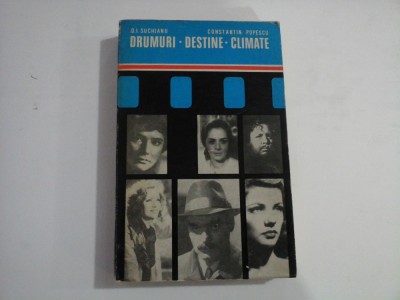 D.I. SUCHIANU CONSTANTIN POPESCU
DRUMURI · DESTINE · CLIMATE